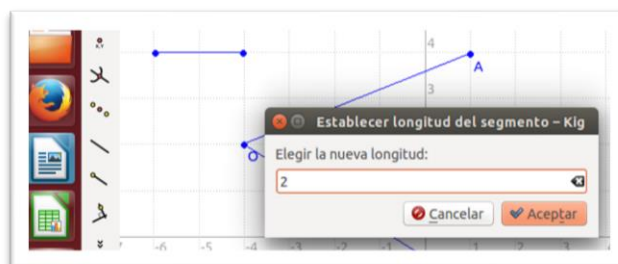 4
A
3
Establecer longitud del segmento – Kig
Elegir la nueva longitud:
O
2
Cancelar Aceptar
-6 -5 -4 -3 -2 -1 1 2 3